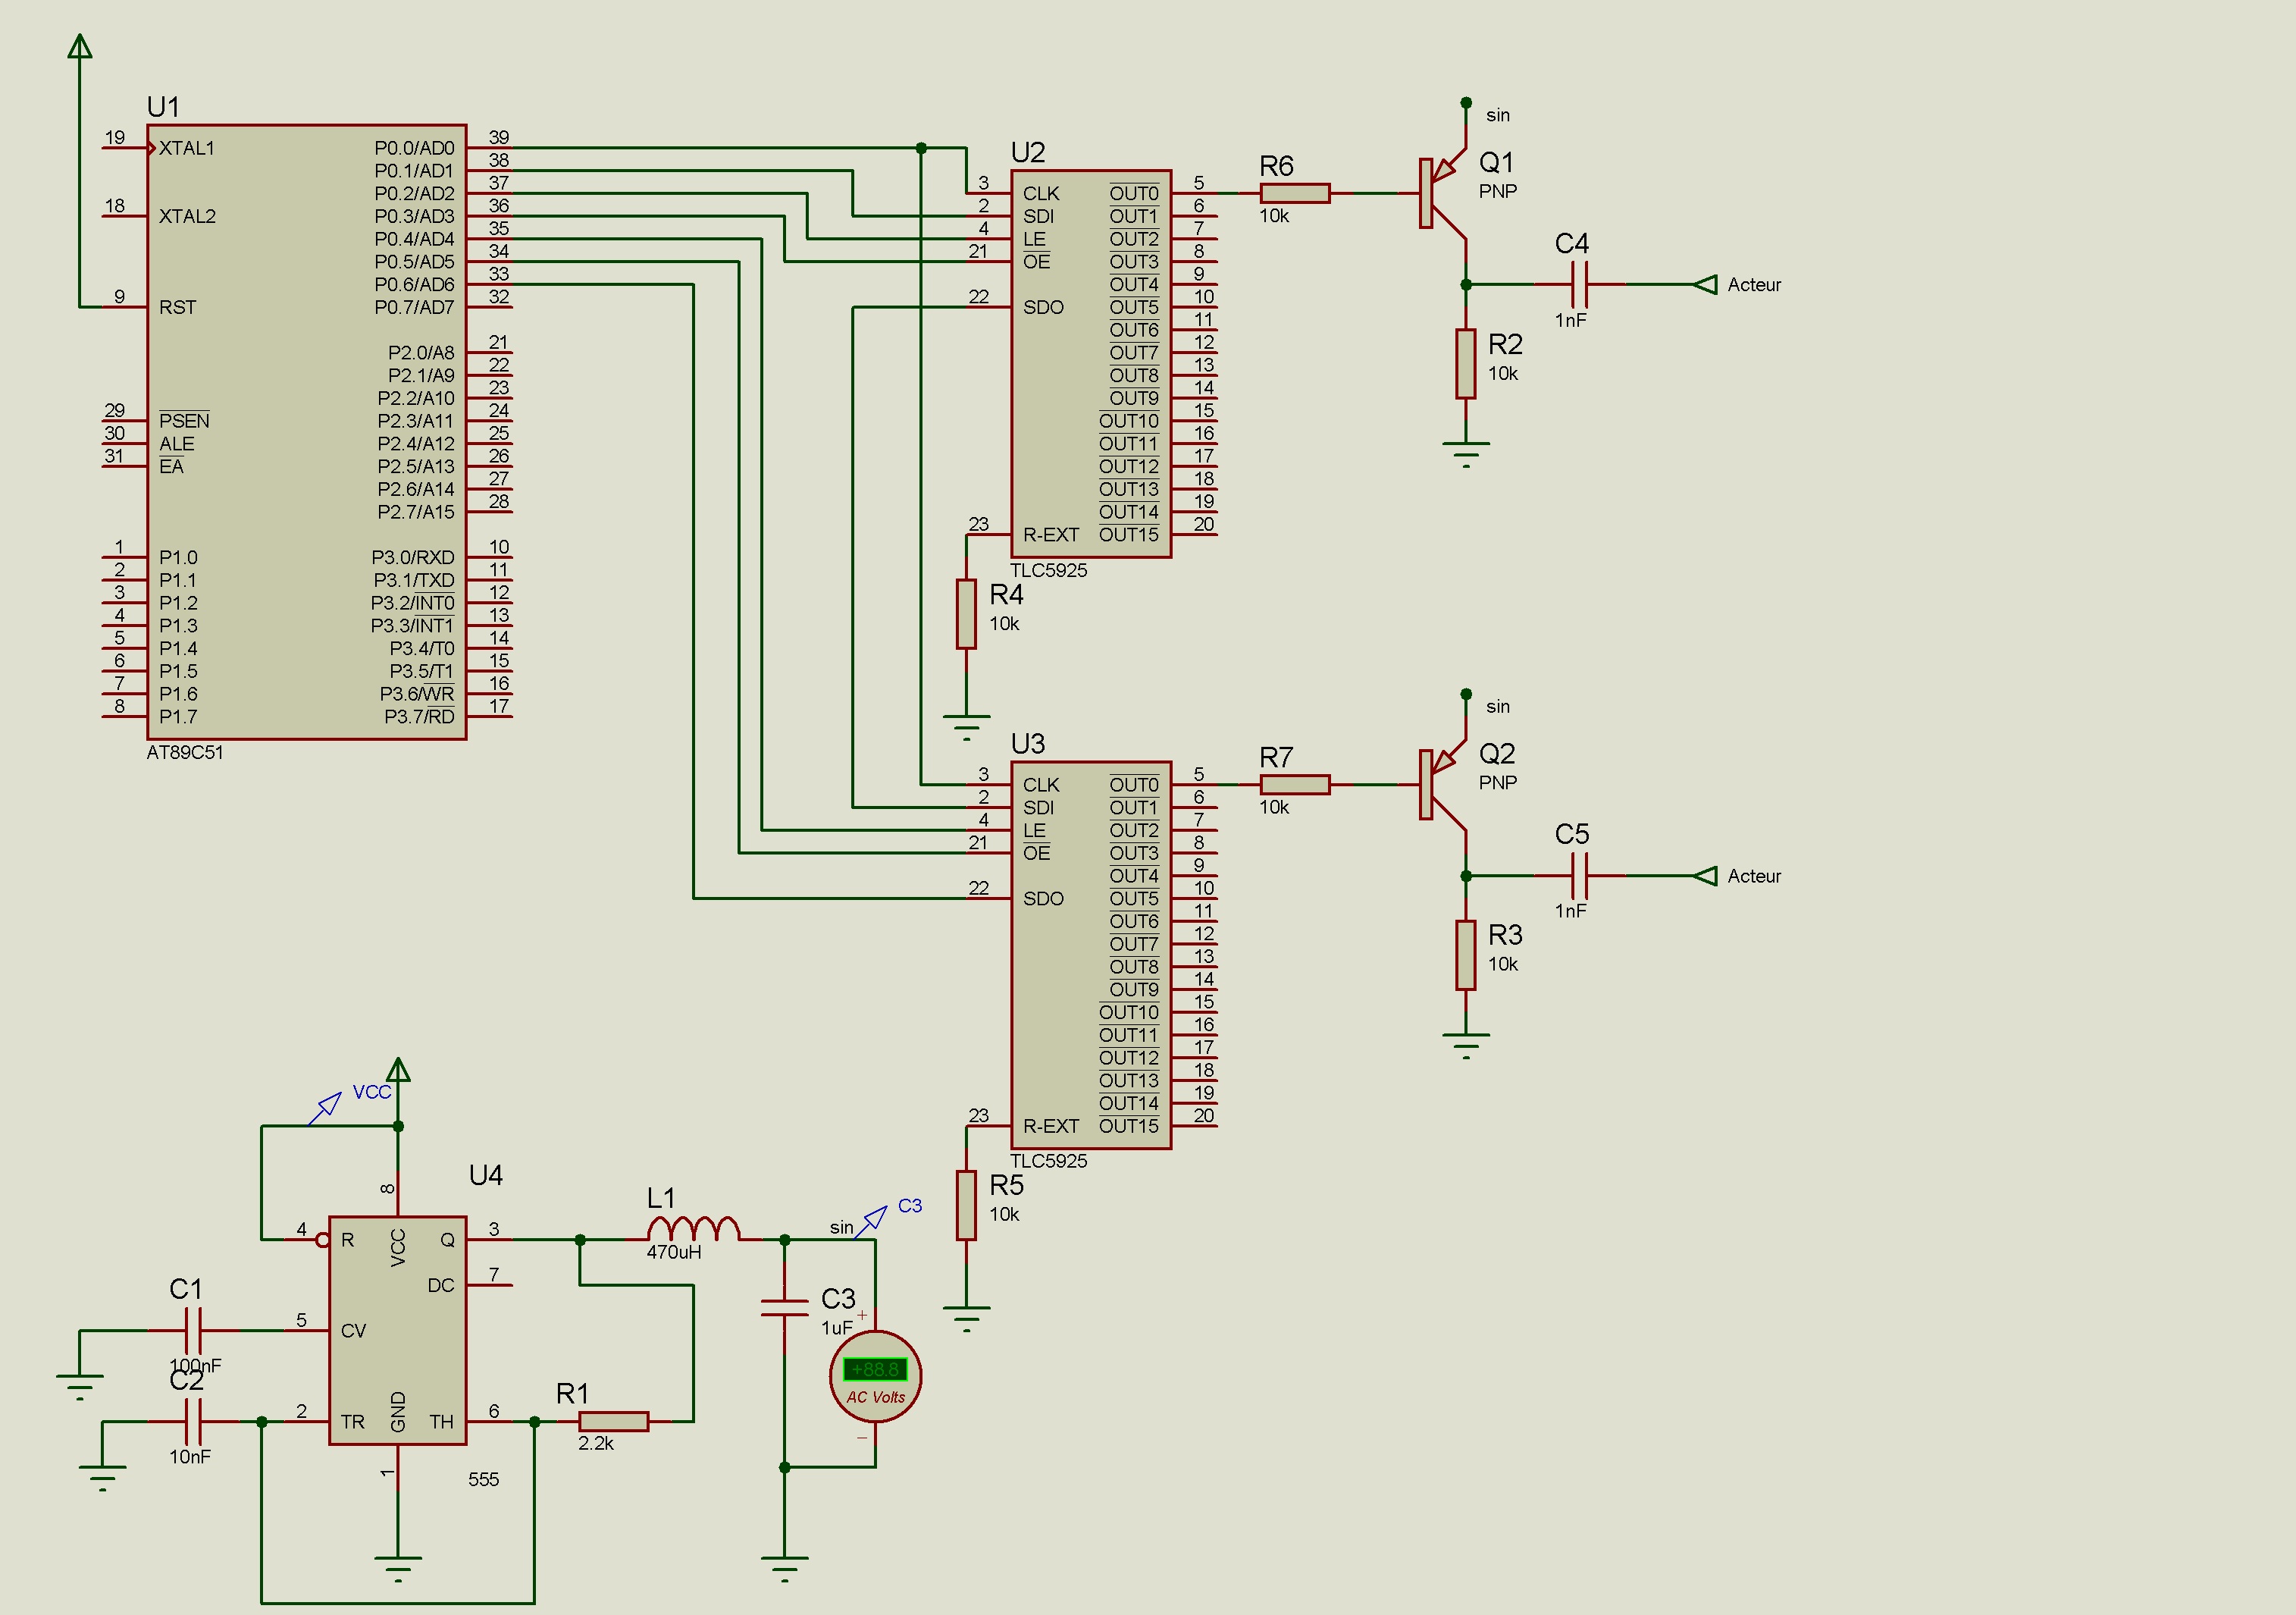 U1
19
XTAL1
18
XTAL2
9
RST
29
PSEN
30
ALE
31
EA
1
P1.0
2
P1.1
3
P1.2
4
P1.3
5
P1.4
6
P1.5
7
P1.6
8
P1.7
P0.0/AD0
39
P0.1/AD1
38
P0.2/AD2
37
P0.3/AD3
36
P0.4/AD4
35
P0.5/AD5
34
P0.6/AD6
33
P0.7/AD7
32
P2.0/A8
21
P2.1/A9
22
P2.2/A10
23
P2.3/A11
24
P2.4/A12
25
P2.5/A13
26
P2.6/A14
27
P2.7/A15
28
P3.0/RXD
10
P3.1/TXD
11
P3.2/INT0
12
P3.3/INT1
13
P3.4/T0
14
P3.5/T1
15
P3.6/WR
16
P3.7/RD
17
AT89C51
U2
3
CLK
2
SDI
4
LE
21
OE
22
SDO
23
R-EXT
OUT0
5
OUT1
6
OUT2
7
OUT3
8
OUT4
9
OUT5
10
OUT6
11
OUT7
12
OUT8
13
OUT9
14
OUT10
15
OUT11
16
OUT12
17
OUT13
18
OUT14
19
OUT15
20
TLC5925
R4
10k
R6
10k
sin
Q1
PNP
C4
1nF
Acteur
R2
10k
U3
3
CLK
2
SDI
4
LE
21
OE
22
SDO
23
R-EXT
OUT0
5
OUT1
6
OUT2
7
OUT3
8
OUT4
9
OUT5
10
OUT6
11
OUT7
12
OUT8
13
OUT9
14
OUT10
15
OUT11
16
OUT12
17
OUT13
18
OUT14
19
OUT15
20
TLC5925
R5
10k
R7
10k
sin
Q2
PNP
C5
1nF
Acteur
R3
10k
VCC
U4
8
VCC
4
R
5
CV
2
TR
GND
1
Q
3
DC
7
TH
6
555
C1
100nF
C2
10nF
L1
470uH
R1
2.2k
sin
C3
C3
1uF
+
+88.8
AC Volts
−